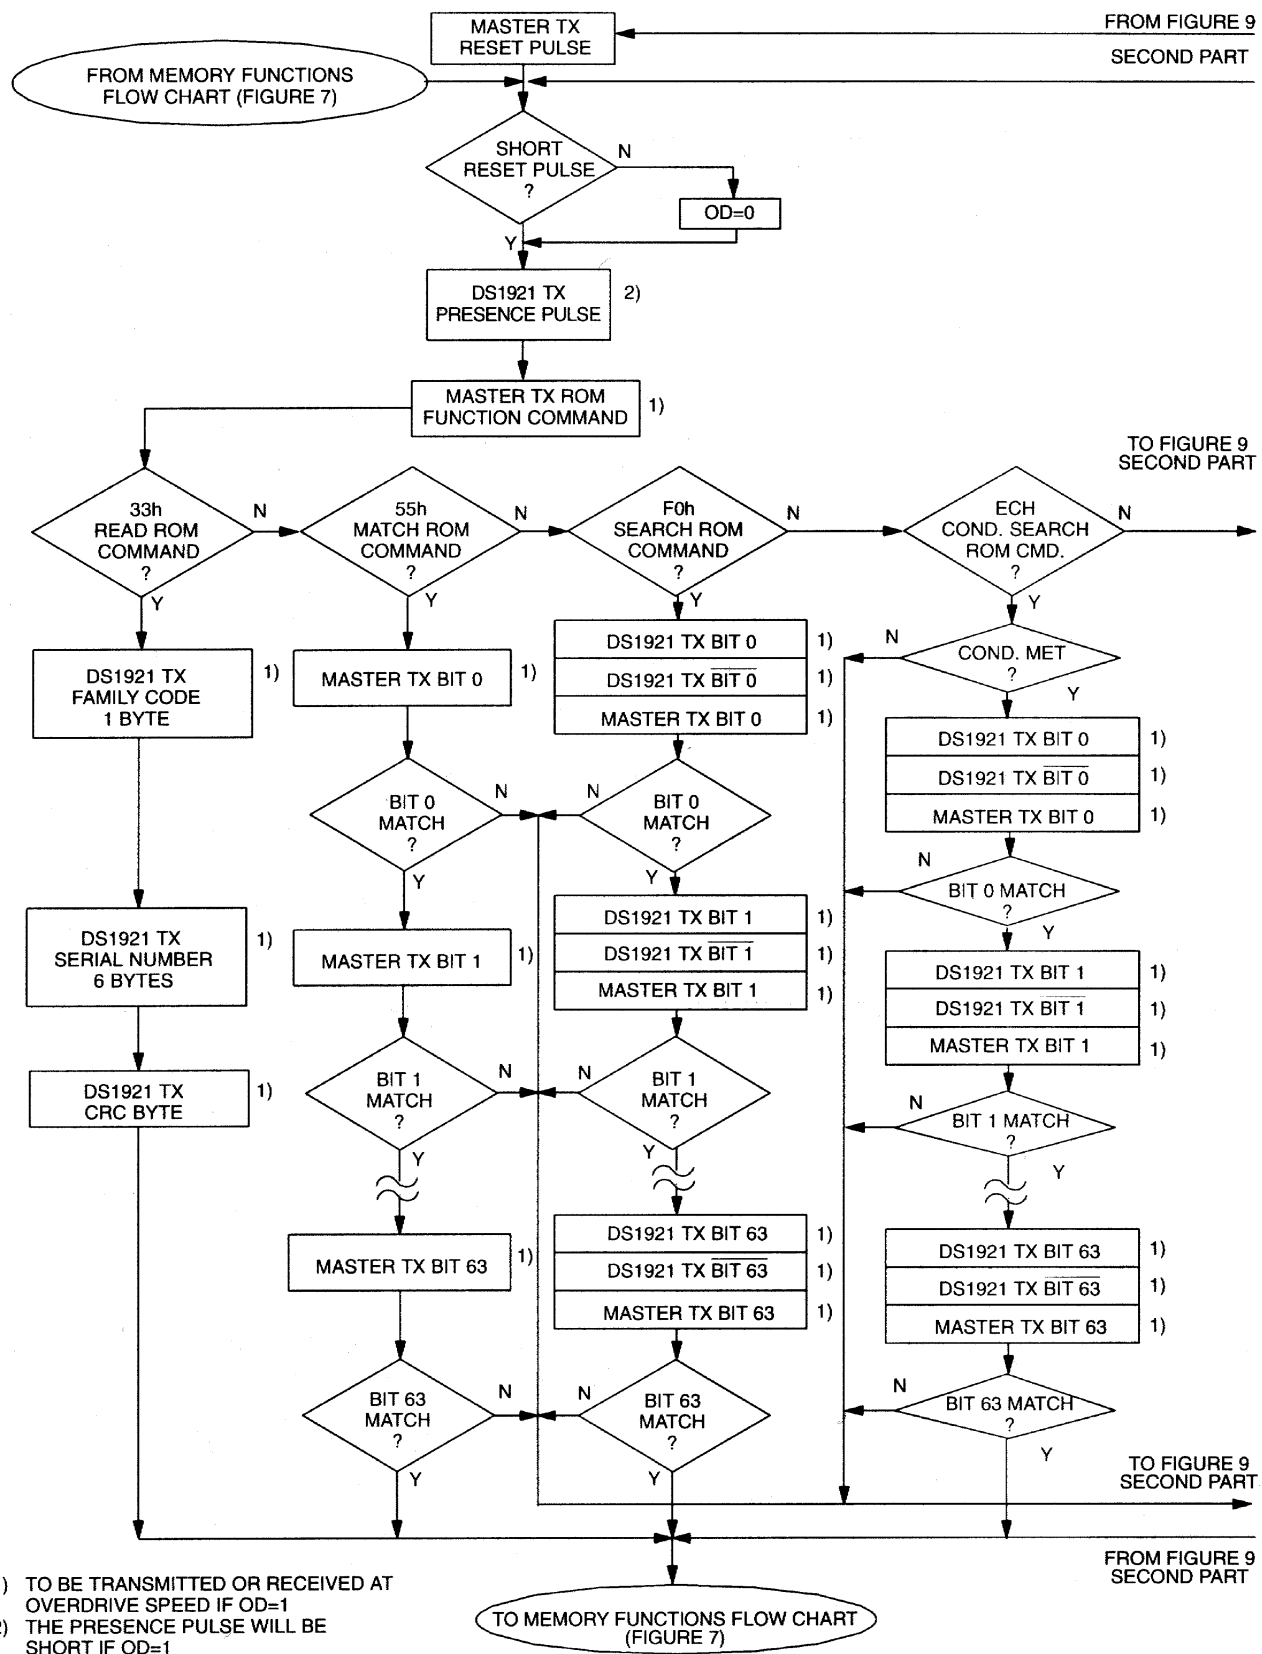 MASTER TX
RESET PULSE
FROM FIGURE 9
SECOND PART
FROM MEMORY FUNCTIONS
FLOW CHART (FIGURE 7)
SHORT
RESET PULSE
?
N
OD=0
Y
DS1921 TX
PRESENCE PULSE
2)
MASTER TX ROM
FUNCTION COMMAND
1)
TO FIGURE 9
SECOND PART
33h
READ ROM
COMMAND
?
N
Y
55h
MATCH ROM
COMMAND
?
N
Y
F0h
SEARCH ROM
COMMAND
?
N
Y
ECH
COND. SEARCH
ROM CMD.
?
N
Y
DS1921 TX
FAMILY CODE
1 BYTE
1)
DS1921 TX
SERIAL NUMBER
6 BYTES
1)
DS1921 TX
CRC BYTE
1)
MASTER TX BIT 0
1)
BIT 0
MATCH
?
N
Y
MASTER TX BIT 1
1)
BIT 1
MATCH
?
N
Y
MASTER TX BIT 63
1)
BIT 63
MATCH
?
N
Y
DS1921 TX BIT 0
1)
DS1921 TX BIT 0
1)
MASTER TX BIT 0
1)
N
BIT 0
MATCH
?
Y
DS1921 TX BIT 1
1)
DS1921 TX BIT 1
1)
MASTER TX BIT 1
1)
N
BIT 1
MATCH
?
Y
DS1921 TX BIT 63
1)
DS1921 TX BIT 63
1)
MASTER TX BIT 63
1)
N
BIT 63
MATCH
?
Y
N
COND. MET
?
Y
DS1921 TX BIT 0
1)
DS1921 TX BIT 0
1)
MASTER TX BIT 0
1)
N
BIT 0 MATCH
?
Y
DS1921 TX BIT 1
1)
DS1921 TX BIT 1
1)
MASTER TX BIT 1
1)
N
BIT 1 MATCH
?
Y
DS1921 TX BIT 63
1)
DS1921 TX BIT 63
1)
MASTER TX BIT 63
1)
N
BIT 63 MATCH
?
Y
TO FIGURE 9
SECOND PART
FROM FIGURE 9
SECOND PART
) TO BE TRANSMITTED OR RECEIVED AT
OVERDRIVE SPEED IF OD=1
) THE PRESENCE PULSE WILL BE
SHORT IF OD=1
TO MEMORY FUNCTIONS FLOW CHART
(FIGURE 7)